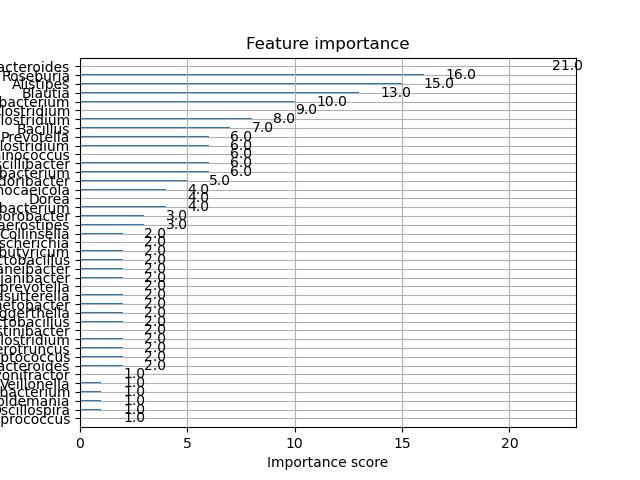 Feature importance
acteroides 21.0
Roseburia 16.0
Alistipes 15.0
Blautia 13.0
bacterium 10.0
lostridium 9.0
lostridium 8.0
Bacillus 7.0
Prevotella 6.0
lostridium 6.0
inococcus 6.0
scillibacter 6.0
bacterium 6.0
doribacter 5.0
nocaeicola 4.0
Dorea 4.0
bacterium 4.0
orobacter 3.0
aerostipes 3.0
Collinsella 2.0
scherichia 2.0
butyricum 2.0
ctobacillus 2.0
aneibacter 2.0
ianibacter 2.0
prevotella 2.0
asutterella 2.0
etobacter 2.0
ggerthella 2.0
ctobacillus 2.0
stinibacter 2.0
lostridium 2.0
erotruncus 2.0
ptococcus 2.0
acteroides 2.0
onifractor 1.0
Veillonella 1.0
bacterium 1.0
oldemania 1.0
scillospira 1.0
prococcus 1.0
0 5 10 15 20
Importance score